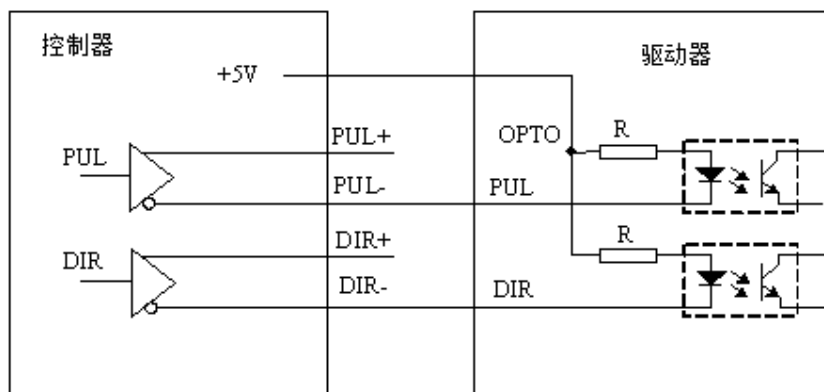 控制器
驱动器
+5V
R
OPTO
PUL+
PUL
PUL-
PUL
R
DIR+
DIR
DIR-
DIR